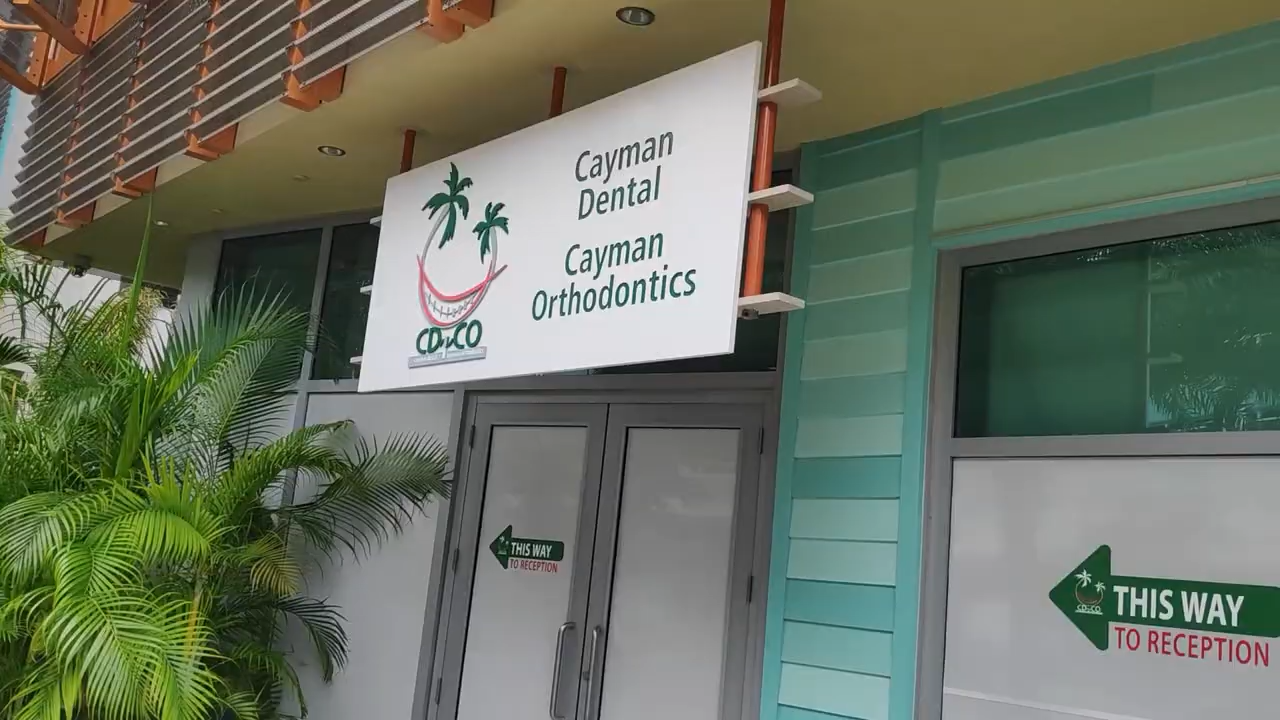 Cayman
Dental
Cayman
Orthodontics
CD CO
THIS WAY
TO RECEPTION
CD CO
THIS WAY
TO RECEPTION